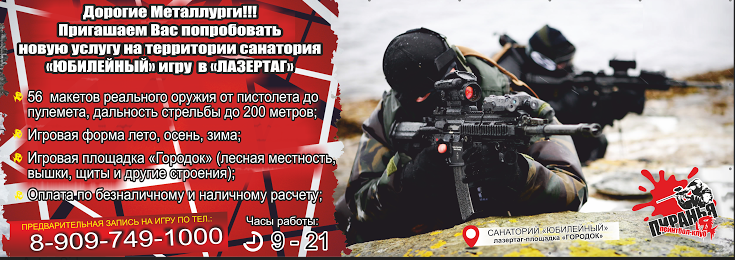 Дорогие Металлурги!!!
Пригашаем Вас попробовать
новую услугу на территории санатория
«ЮБИЛЕЙНЫЙ» игру в «ЛАЗЕРТАГ»
56 макетов реального оружия от пистолета до
пулемета, дальность стрельбы до 200 метров;
Игровая форма лето, осень, зима;
Игровая площадка «Городок» (лесная местность,
вышки, щиты и другие строения);
Оплата по безналичному и наличному расчету;
ПРЕДВАРИТЕЛЬНАЯ ЗАПИСЬ НА ИГРУ ПО ТЕЛ.:
8-909-749-1000
Часы работы:
9 - 21
САНАТОРИИ «ЮБИЛЕЙНЫЙ»
лазертаг-площадка «ГОРОДОК»
ПИРАНЬЯ
пейнтбол-клуб